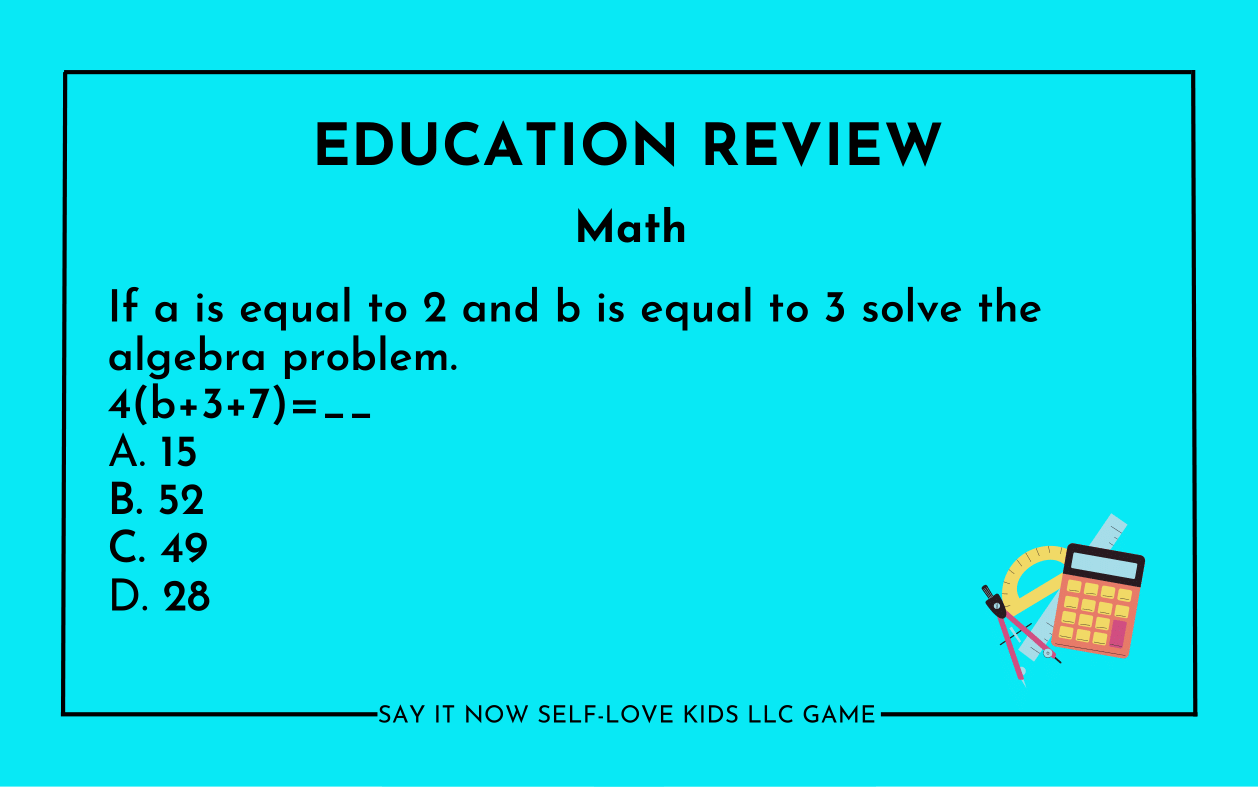 EDUCATION REVIEW
Math
If a is equal to 2 and b is equal to 3 solve the
algebra problem.
4(b+3+7)=__
A. 15
B. 52
C. 49
D. 28
SAY IT NOW SELF-LOVE KIDS LLC GAME